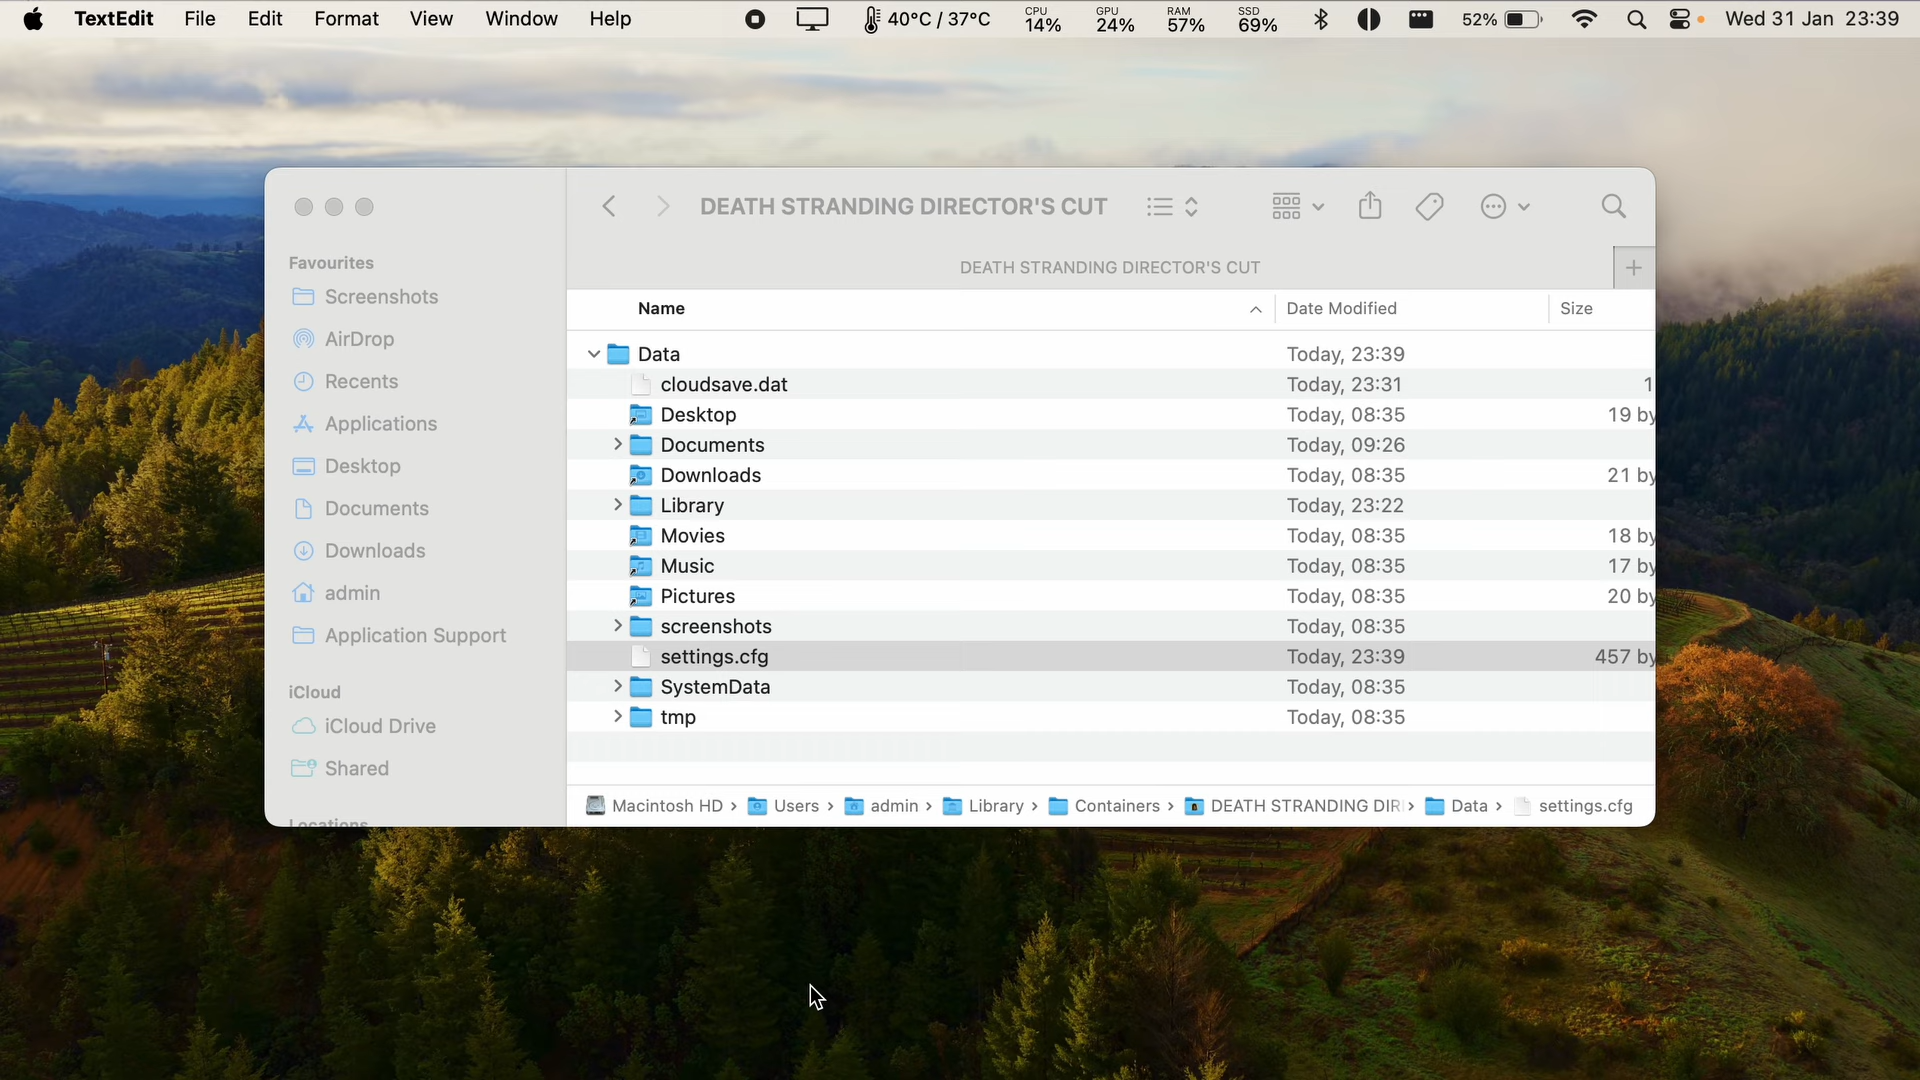 TextEdit File Edit Format View Window Help 40°C / 37°C CPU 14% GPU 24% RAM 57% SSD 69% 52% Wed 31 Jan 23:39
DEATH STRANDING DIRECTOR'S CUT
DEATH STRANDING DIRECTOR'S CUT
Favourites
Screenshots
AirDrop
Recents
Applications
Desktop
Documents
Downloads
admin
Application Support
iCloud
iCloud Drive
Shared
Locations
Name Date Modified Size
Data Today, 23:39
cloudsave.dat Today, 23:31 1
Desktop Today, 08:35 19 by
Documents Today, 09:26
Downloads Today, 08:35 21 by
Library Today, 23:22
Movies Today, 08:35 18 by
Music Today, 08:35 17 by
Pictures Today, 08:35 20 by
screenshots Today, 08:35
settings.cfg Today, 23:39 457 by
SystemData Today, 08:35
tmp Today, 08:35
Macintosh HD › Users › admin › Library › Containers › DEATH STRANDING DIR › Data › settings.cfg